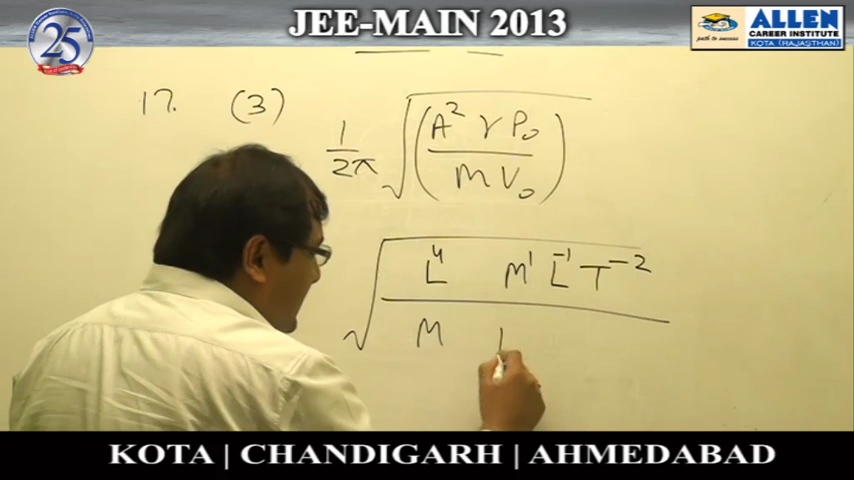 JEE-MAIN 2013
25
path to success
ALLEN
CAREER INSTITUTE
KOTA (RAJASTHAN)
17. (3) 1/2π √(A² γ P₀ / M V₀)
√(L⁴ M¹ L⁻¹ T⁻² / M
KOTA | CHANDIGARH | AHMEDABAD